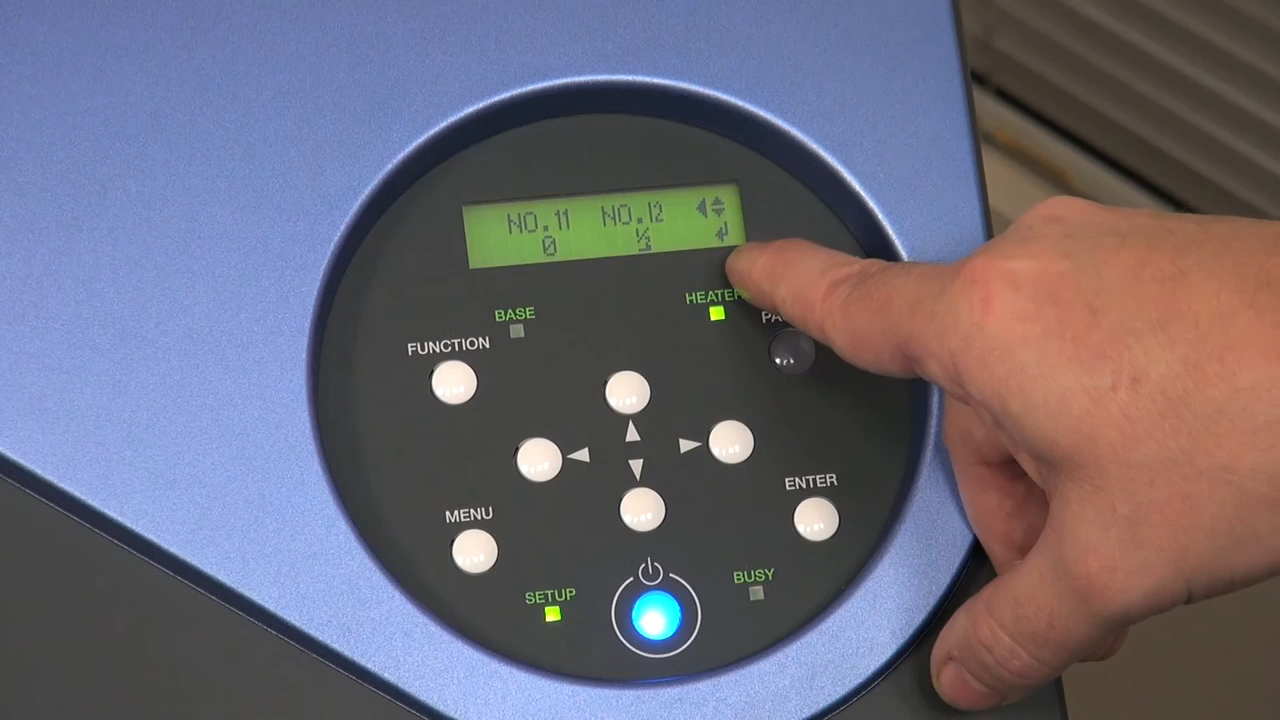 NO.11 NO.12
0
BASE
HEATER
FUNCTION
MENU
ENTER
SETUP
BUSY